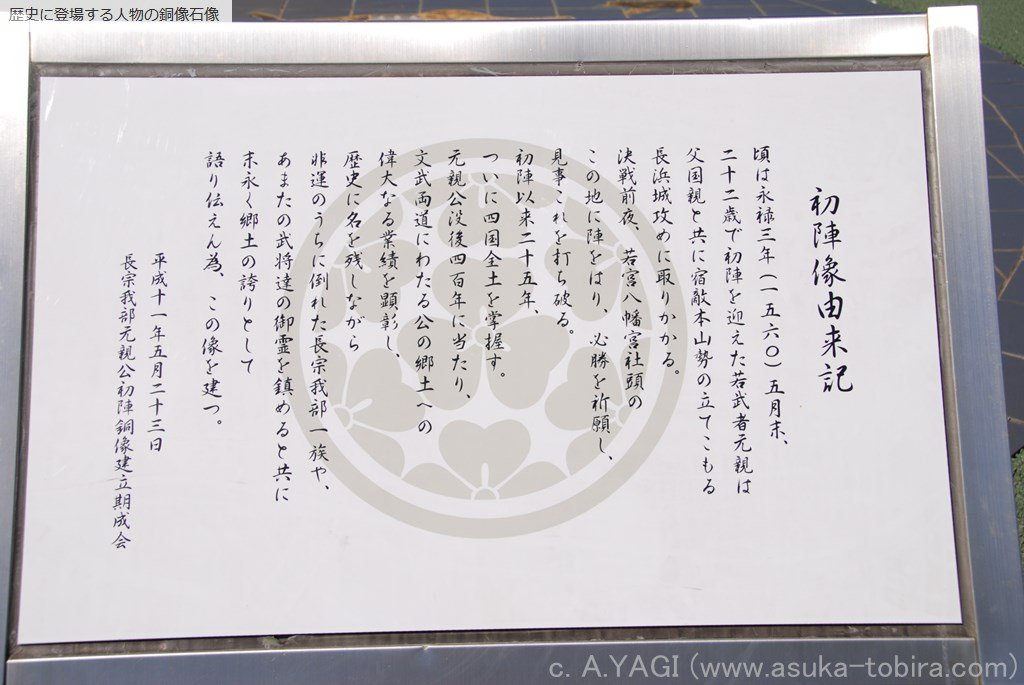 歴史に登場する人物の銅像石像
初陣像由来記
頃は永禄三年(一五六〇)五月末、
二十二歳で初陣を迎えた若武者元親は
父国親と共に宿敵本山勢の立てこもる
長浜城攻めに取りかかる。
決戦前夜、若宮八幡宮社頭の
この地に陣をはり、必勝を祈願し、
見事これを打ち破る。
初陣以来二十五年、
ついに四国全土を掌握す。
元親公没後四百年に当たり、
文武両道にわたる公の郷土への
偉大なる業績を顕彰し、
歴史に名を残しながら
非運のうちに倒れた長宗我部一族や、
あまたの武将達の御霊を鎮めると共に
末永く郷土の誇りとして
語り伝えん為、この像を建つ。
平成十一年五月二十三日
長宗我部元親公初陣銅像建立期成会
c. A.YAGI (www.asuka-tobira.com)